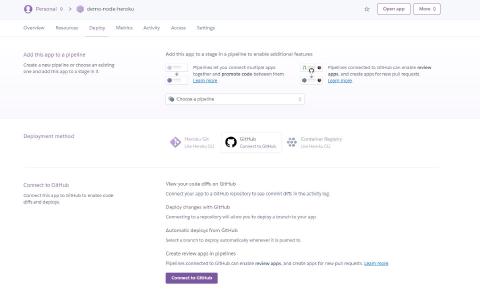 Personal
demo-node-heroku
Open app
More
Overview
Resources
Deploy
Metrics
Activity
Access
Settings
Add this app to a pipeline
Create a new pipeline or choose an existing
one and add this app to a stage in it.
Add this app to a stage in a pipeline to enable additional features
Pipelines let you connect multiple apps
together and promote code between them.
Learn more.
Pipelines connected to GitHub can enable review
apps, and create apps for new pull requests.
Learn more.
Choose a pipeline
Deployment method
Heroku Git
Use Heroku CLI
GitHub
Connect to GitHub
Container Registry
Use Heroku CLI
Connect to GitHub
Connect this app to GitHub to enable code
diffs and deploys.
View your code diffs on GitHub
Connect your app to a GitHub repository to see commit diffs in the activity log.
Deploy changes with GitHub
Connecting to a repository will allow you to deploy a branch to your app.
Automatic deploys from GitHub
Select a branch to deploy automatically whenever it is pushed to.
Create review apps in pipelines
Pipelines connected to GitHub can enable review apps, and create apps for new pull requests. Learn more.
Connect to GitHub